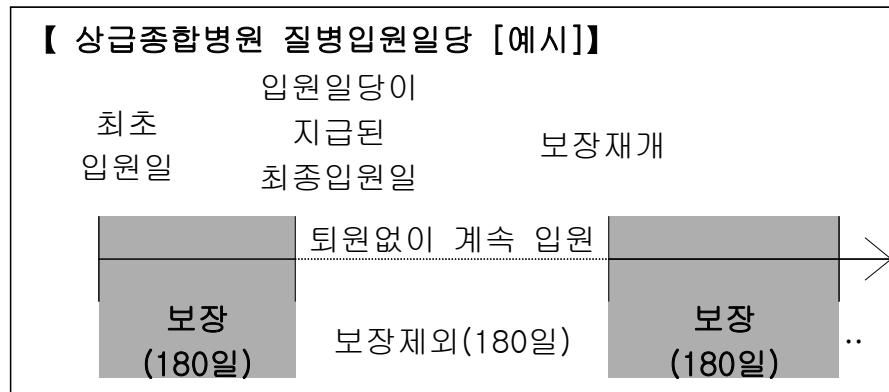 【 상급종합병원 질병입원일당 [예시]】
최초
입원일
입원일당이
지급된
최종입원일
보장재개
퇴원없이 계속 입원
보장
(180일)
보장제외(180일)
보장
(180일)
··